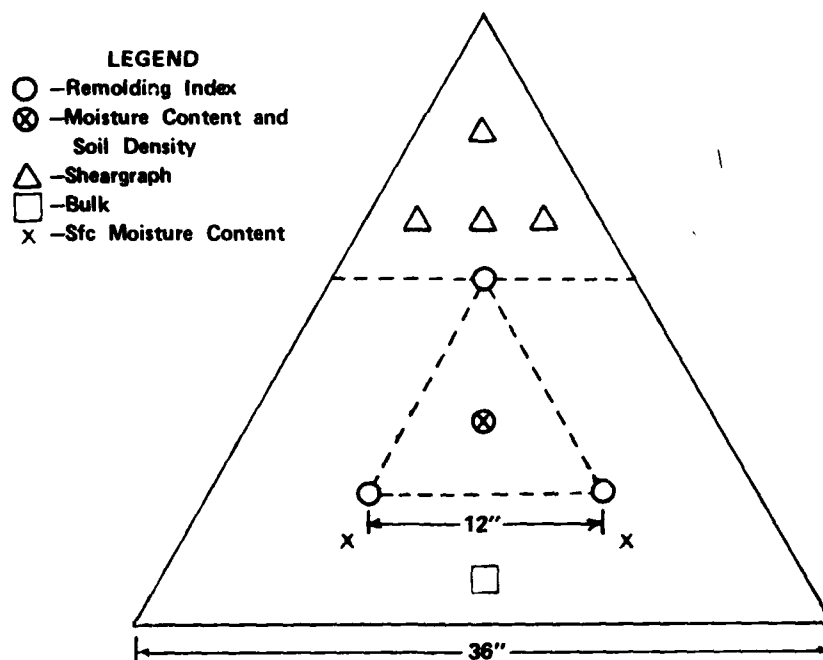 LEGEND
–Remolding Index
–Moisture Content and
Soil Density
–Sheargraph
–Bulk
x –Sfc Moisture Content
x
12"
x
36"